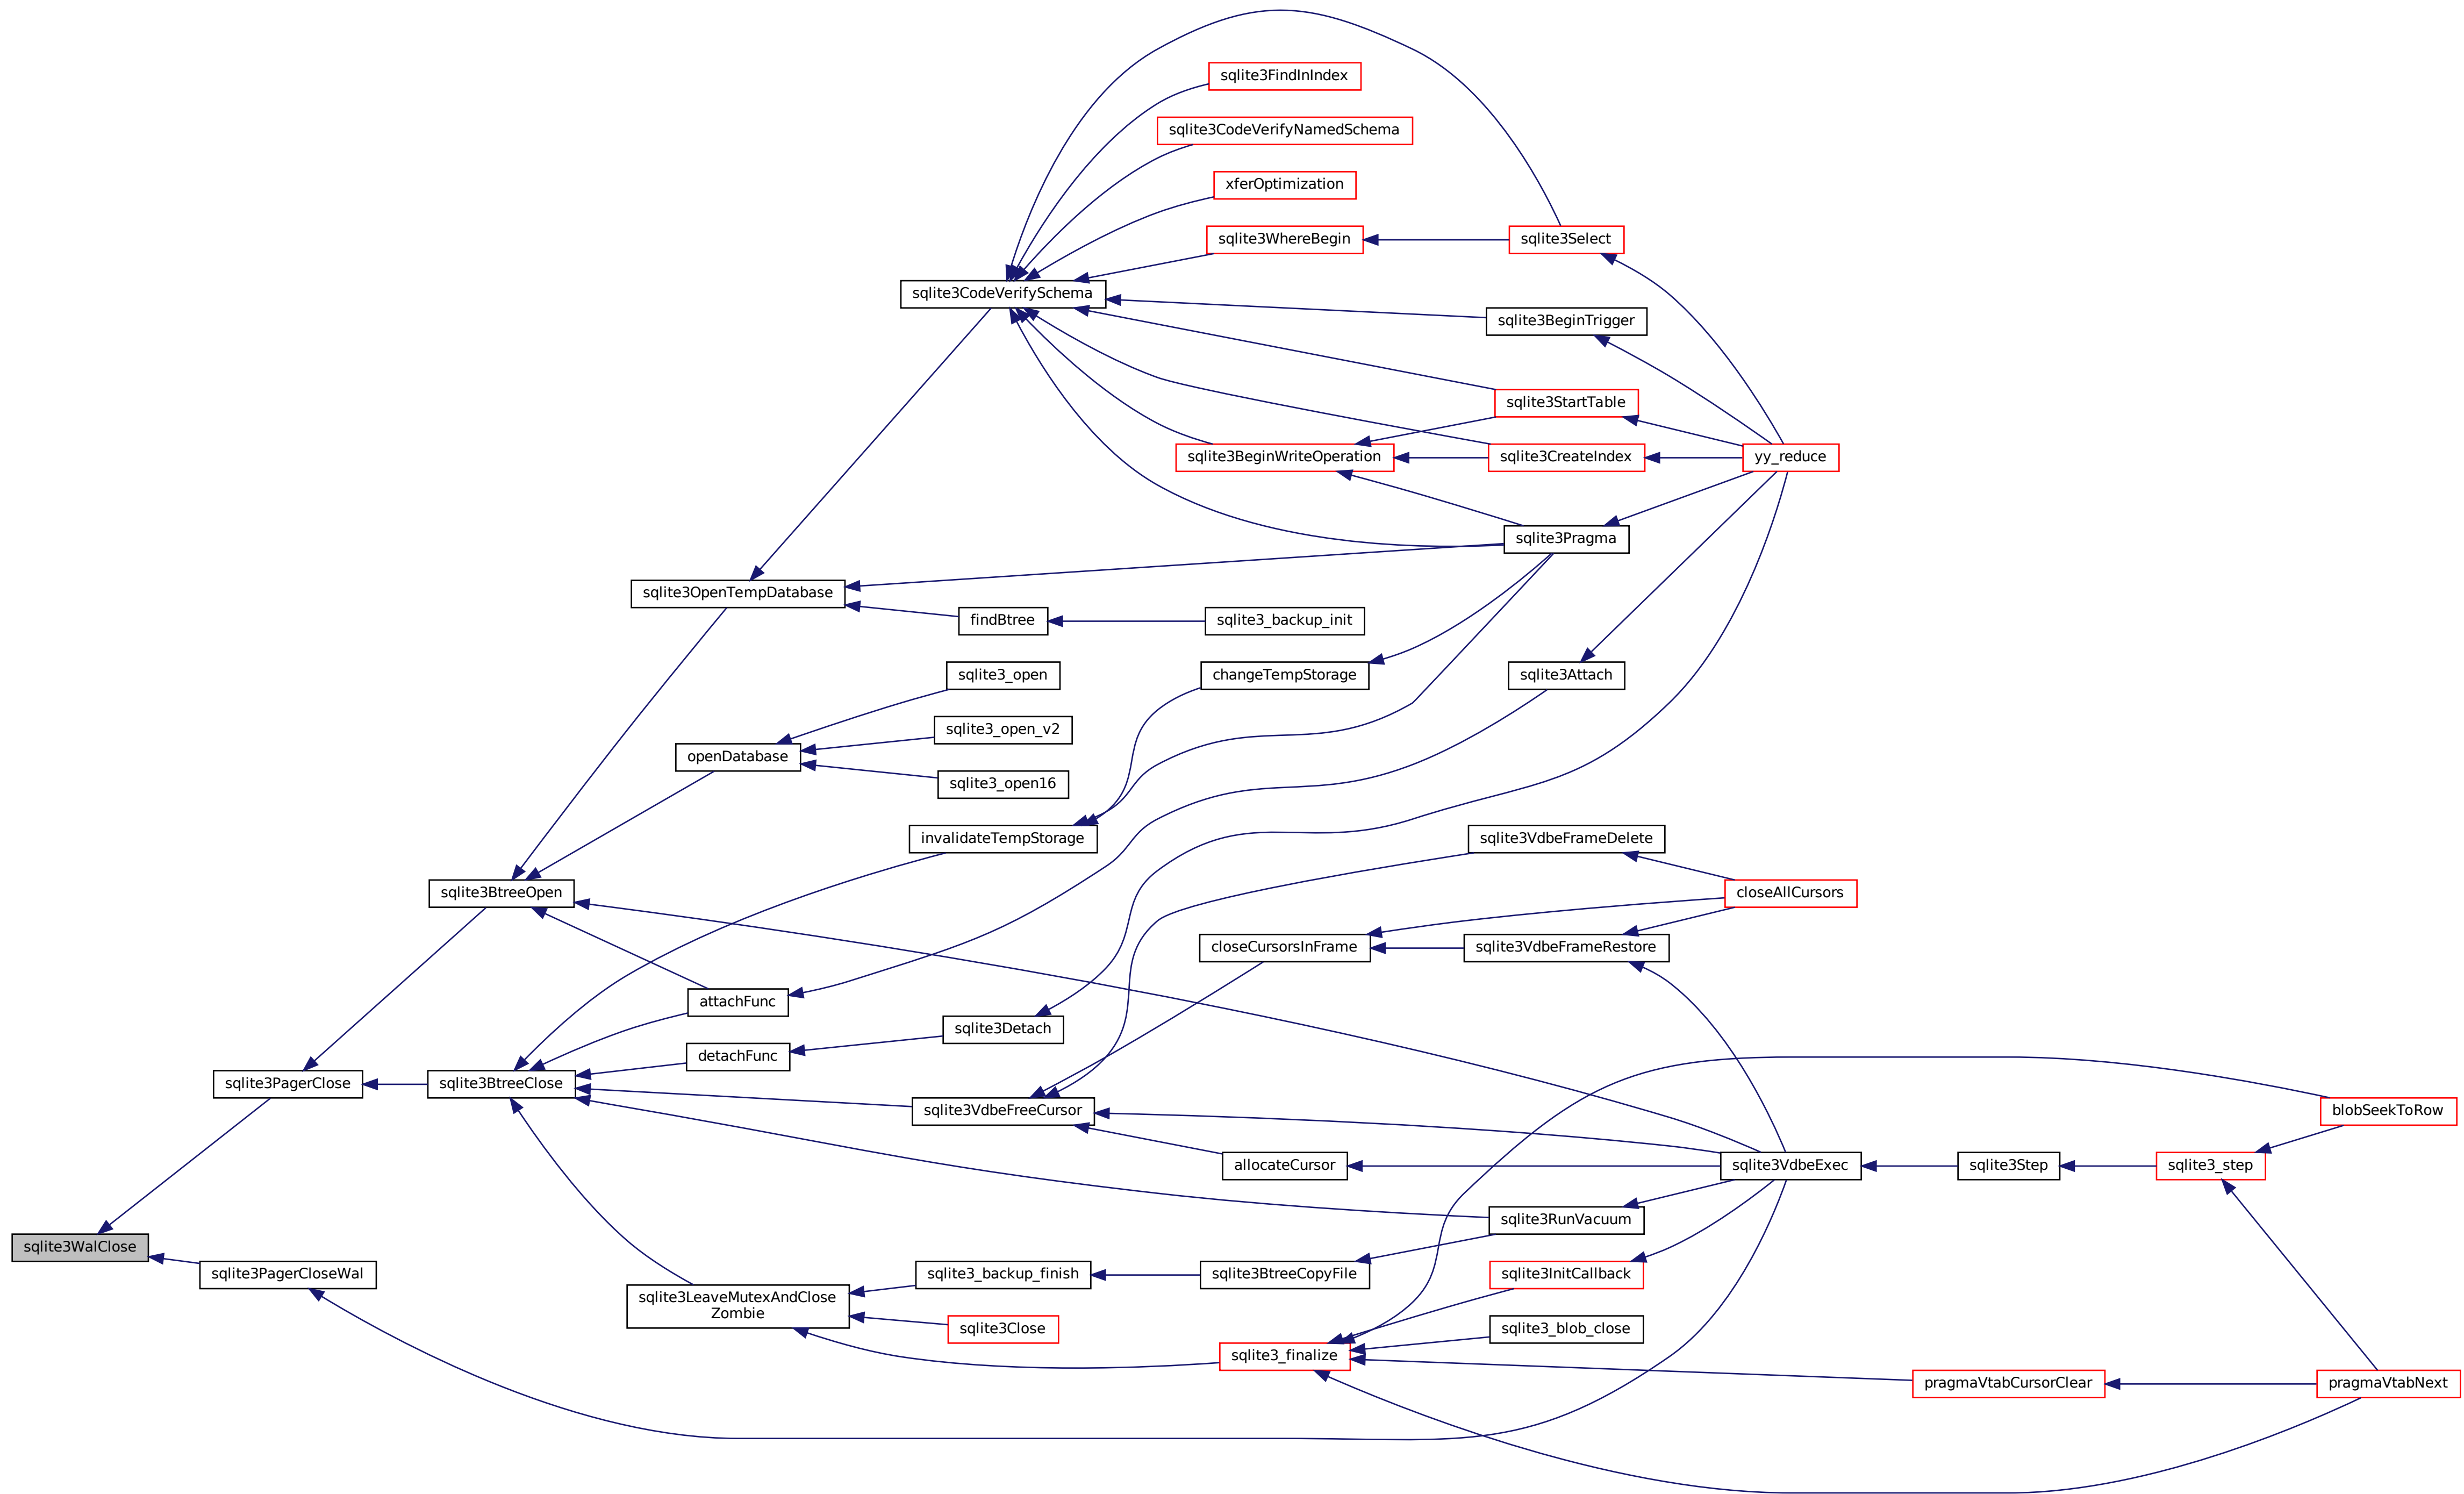 sqlite3FindInIndex
sqlite3CodeVerifyNamedSchema
xferOptimization
sqlite3WhereBegin
sqlite3Select
sqlite3CodeVerifySchema
sqlite3BeginTrigger
sqlite3StartTable
sqlite3BeginWriteOperation
sqlite3CreateIndex
yy_reduce
sqlite3Pragma
sqlite3OpenTempDatabase
findBtree
sqlite3_backup_init
sqlite3_open
changeTempStorage
sqlite3Attach
sqlite3_open_v2
openDatabase
sqlite3_open16
invalidateTempStorage
sqlite3VdbeFrameDelete
sqlite3BtreeOpen
closeAllCursors
closeCursorsInFrame
sqlite3VdbeFrameRestore
attachFunc
sqlite3Detach
detachFunc
sqlite3PagerClose
sqlite3BtreeClose
sqlite3VdbeFreeCursor
blobSeekToRow
allocateCursor
sqlite3VdbeExec
sqlite3Step
sqlite3_step
sqlite3RunVacuum
sqlite3WalClose
sqlite3PagerCloseWal
sqlite3_backup_finish
sqlite3BtreeCopyFile
sqlite3InitCallback
sqlite3LeaveMutexAndClose
Zombie
sqlite3Close
sqlite3_blob_close
sqlite3_finalize
pragmaVtabCursorClear
pragmaVtabNext